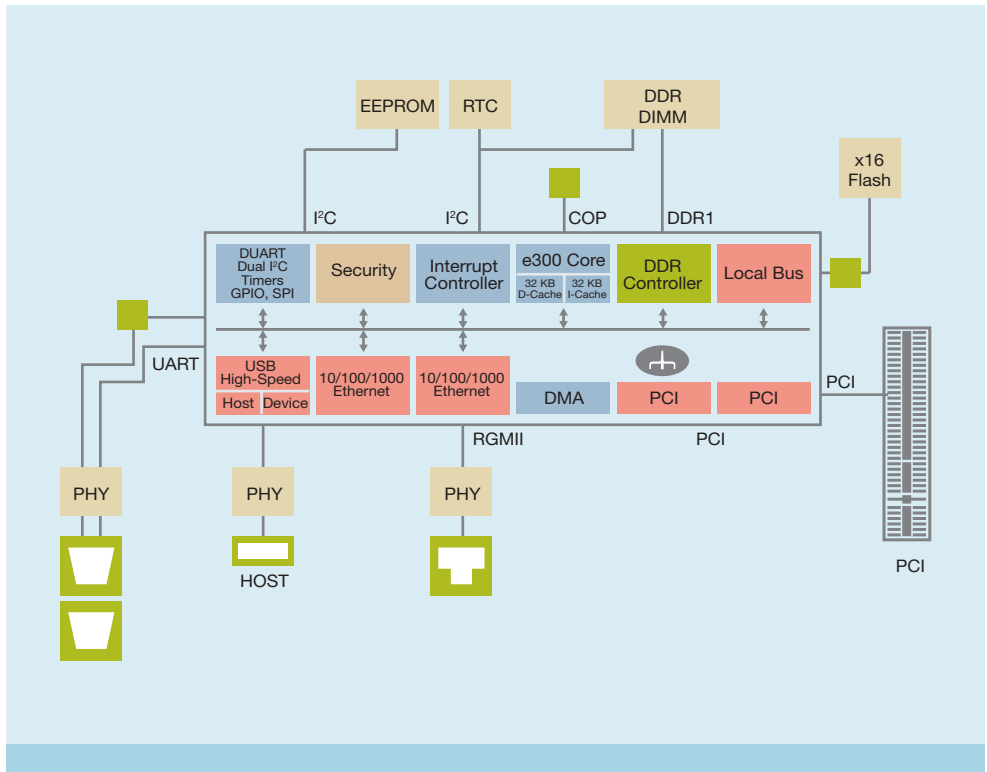 EEPROM
RTC
DDR
DIMM
x16
Flash
I²C
I²C
COP
DDR1
DUART
Dual I²C
Timers
GPIO, SPI
Security
Interrupt
Controller
e300 Core
32 KB
D-Cache
32 KB
I-Cache
DDR
Controller
Local Bus
UART
USB
High-Speed
Host
Device
10/100/1000
Ethernet
10/100/1000
Ethernet
DMA
PCI
PCI
PCI
RGMII
PCI
PHY
PHY
PHY
HOST
PCI